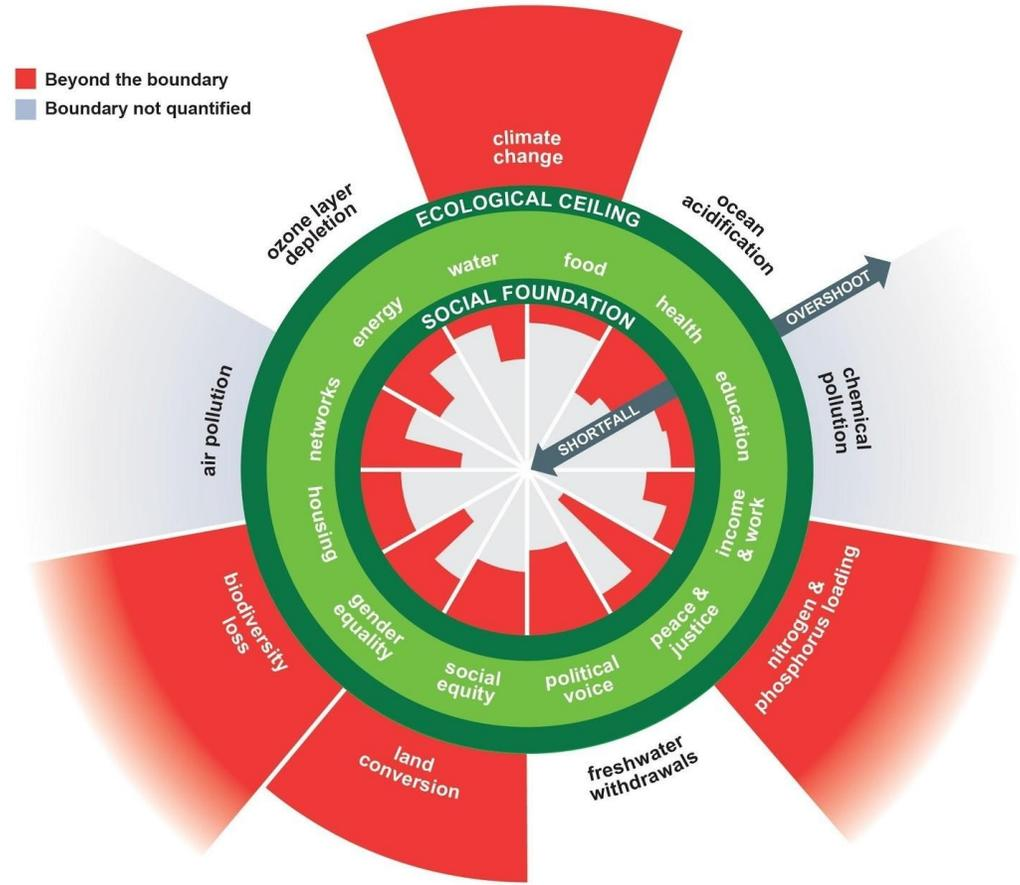 Beyond the boundary
Boundary not quantified
climate
change
ozone layer
depletion
ocean
acidification
ECOLOGICAL CEILING
water
food
OVERSHOOT
energy
SOCIAL FOUNDATION
health
air pollution
networks
SHORTFALL
education
chemical
pollution
housing
income
& work
biodiversity
loss
gender
equality
peace &
justice
nitrogen &
phosphorus loading
social
equity
political
voice
land
conversion
freshwater
withdrawals